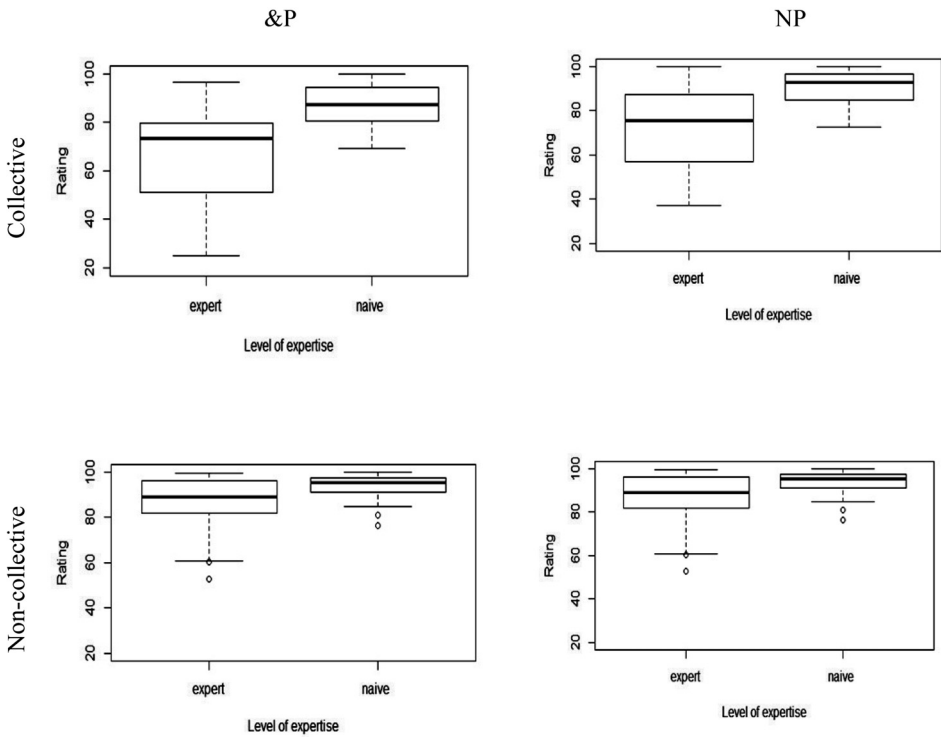 &P
NP
Collective
Rating
20
40
60
80
100
expert
naive
Level of expertise
Rating
20
40
60
80
100
expert
naive
Level of expertise
Non-collective
Rating
20
40
60
80
100
expert
naive
Level of expertise
Rating
20
40
60
80
100
expert
naive
Level of expertise